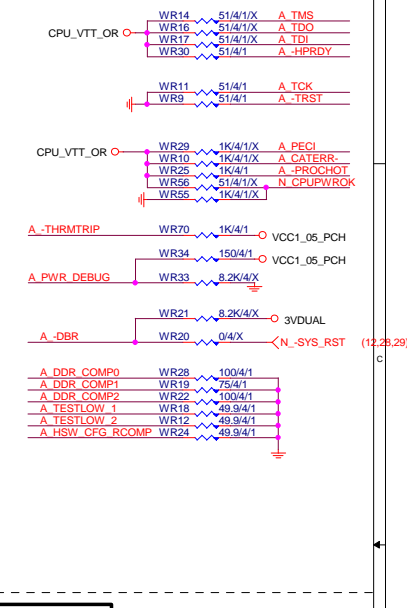 WR14 51/4/1/X A_TMS
CPU_VTT_OR WR16 51/4/1/X A_TDO
WR17 51/4/1/X A_TDI
WR30 51/4/1 A_-HPRDY
WR11 51/4/1 A_TCK
WR9 51/4/1 A_-TRST
CPU_VTT_OR WR29 1K/4/1/X A_PECI
WR10 1K/4/1/X A_CATERR-
WR25 1K/4/1 A_-PROCHOT
WR56 51/4/1/X N_CPUPWROK
WR55 1K/4/1/X
A_-THRMTRIP WR70 1K/4/1 VCC1_05_PCH
WR34 150/4/1 VCC1_05_PCH
A_PWR_DEBUG WR33 8.2K/4/X
WR21 8.2K/4/X 3VDUAL
A_-DBR WR20 0/4/X N_-SYS_RST (12,28,29)
C
A_DDR_COMP0 WR28 100/4/1
A_DDR_COMP1 WR19 75/4/1
A_DDR_COMP2 WR22 100/4/1
A_TESTLOW_1 WR18 49.9/4/1
A_TESTLOW_2 WR12 49.9/4/1
A_HSW_CFG_RCOMP WR24 49.9/4/1